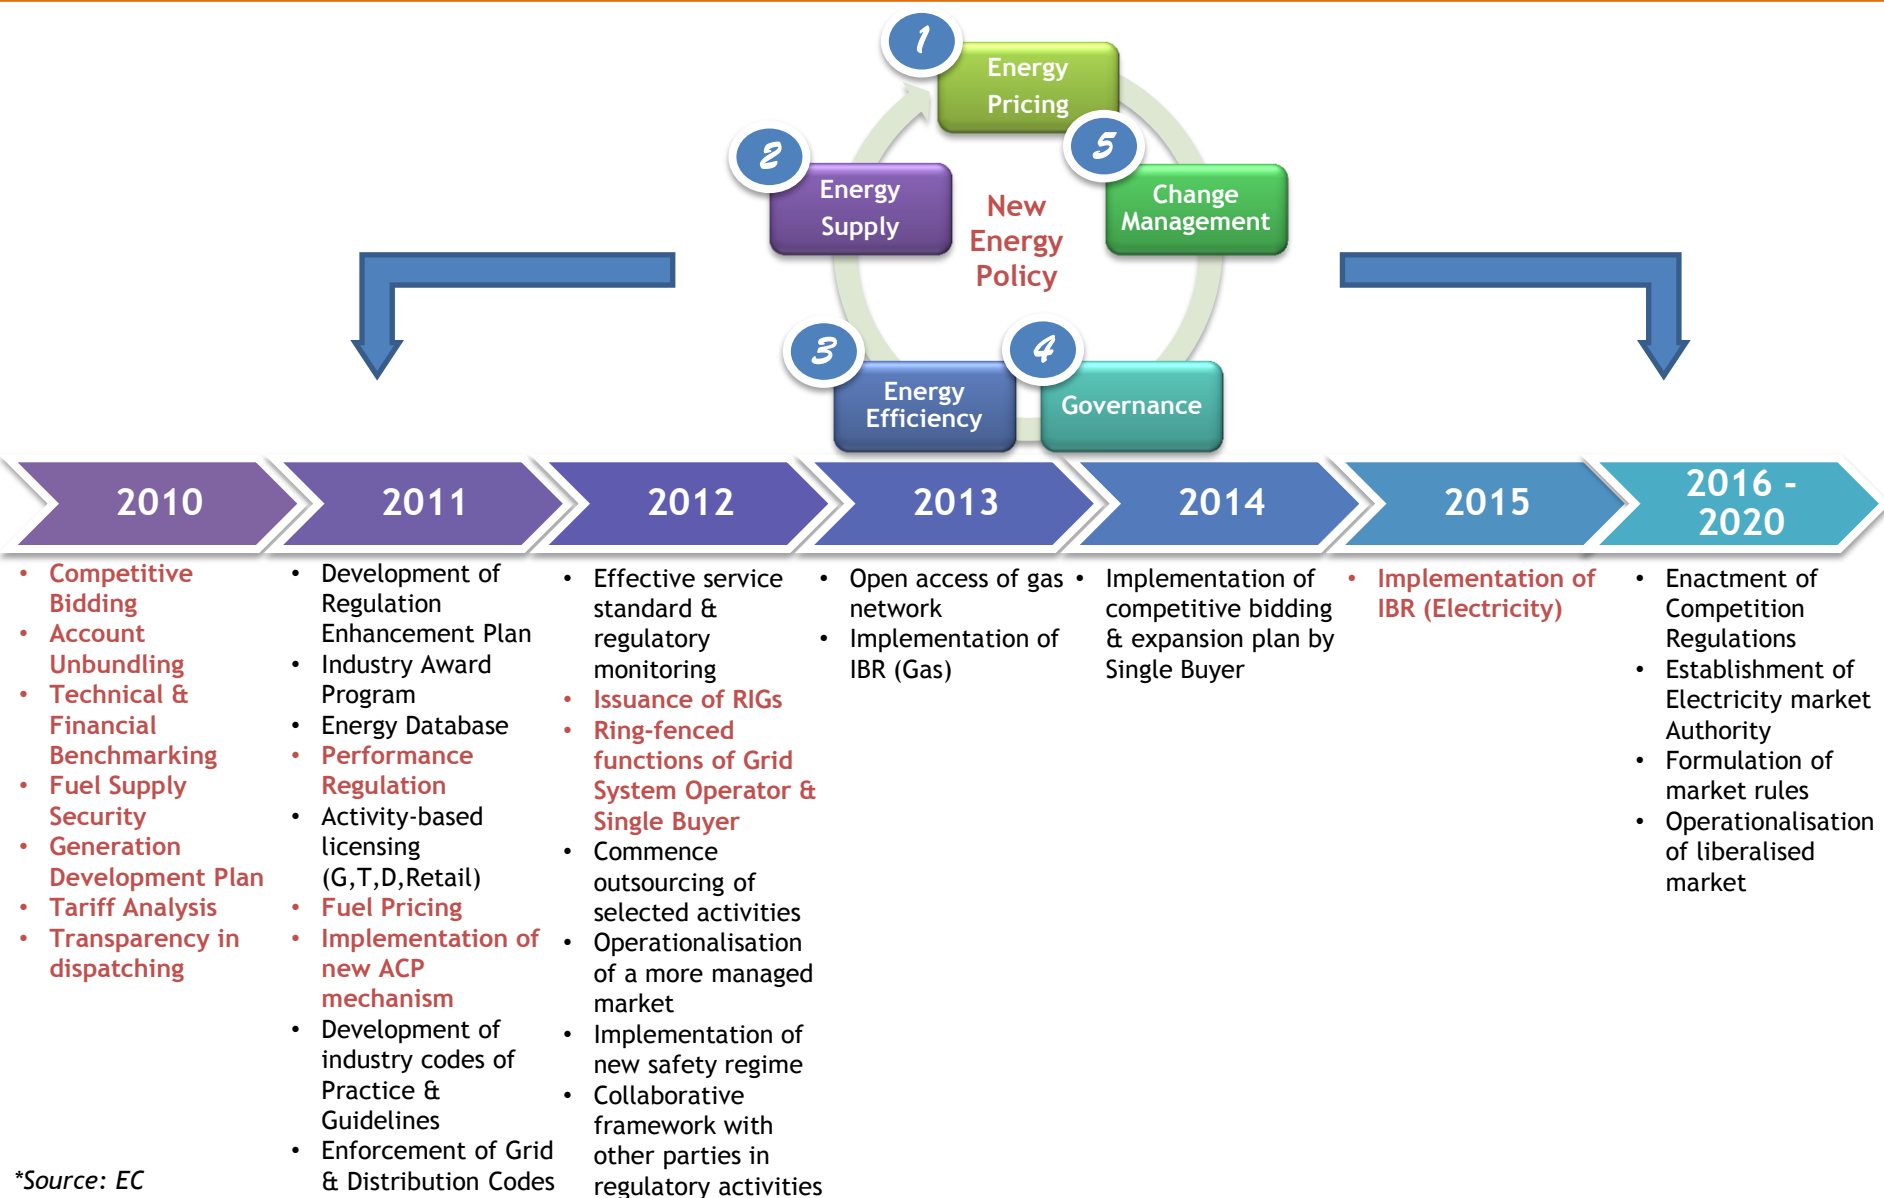 1
Energy
Pricing
2
Energy
Supply
5
Change
Management
New
Energy
Policy
3
Energy
Efficiency
4
Governance
2010
2011
2012
2013
2014
2015
2016 -
2020
• Competitive
Bidding
• Account
Unbundling
• Technical &
Financial
Benchmarking
• Fuel Supply
Security
• Generation
Development Plan
• Tariff Analysis
• Transparency in
dispatching
• Development of
Regulation
Enhancement Plan
• Industry Award
Program
• Energy Database
• Performance
Regulation
• Activity-based
licensing
(G,T,D,Retail)
• Fuel Pricing
• Implementation of
new ACP
mechanism
• Development of
industry codes of
Practice &
Guidelines
• Enforcement of Grid
& Distribution Codes
• Effective service
standard &
regulatory
monitoring
• Issuance of RIGs
• Ring-fenced
functions of Grid
System Operator &
Single Buyer
• Commence
outsourcing of
selected activities
• Operationalisation
of a more managed
market
• Implementation of
new safety regime
• Collaborative
framework with
other parties in
regulatory activities
• Open access of gas
network
• Implementation of
IBR (Gas)
• Implementation of
competitive bidding
& expansion plan by
Single Buyer
• Implementation of
IBR (Electricity)
• Enactment of
Competition
Regulations
• Establishment of
Electricity market
Authority
• Formulation of
market rules
• Operationalisation
of liberalised
market
*Source: EC